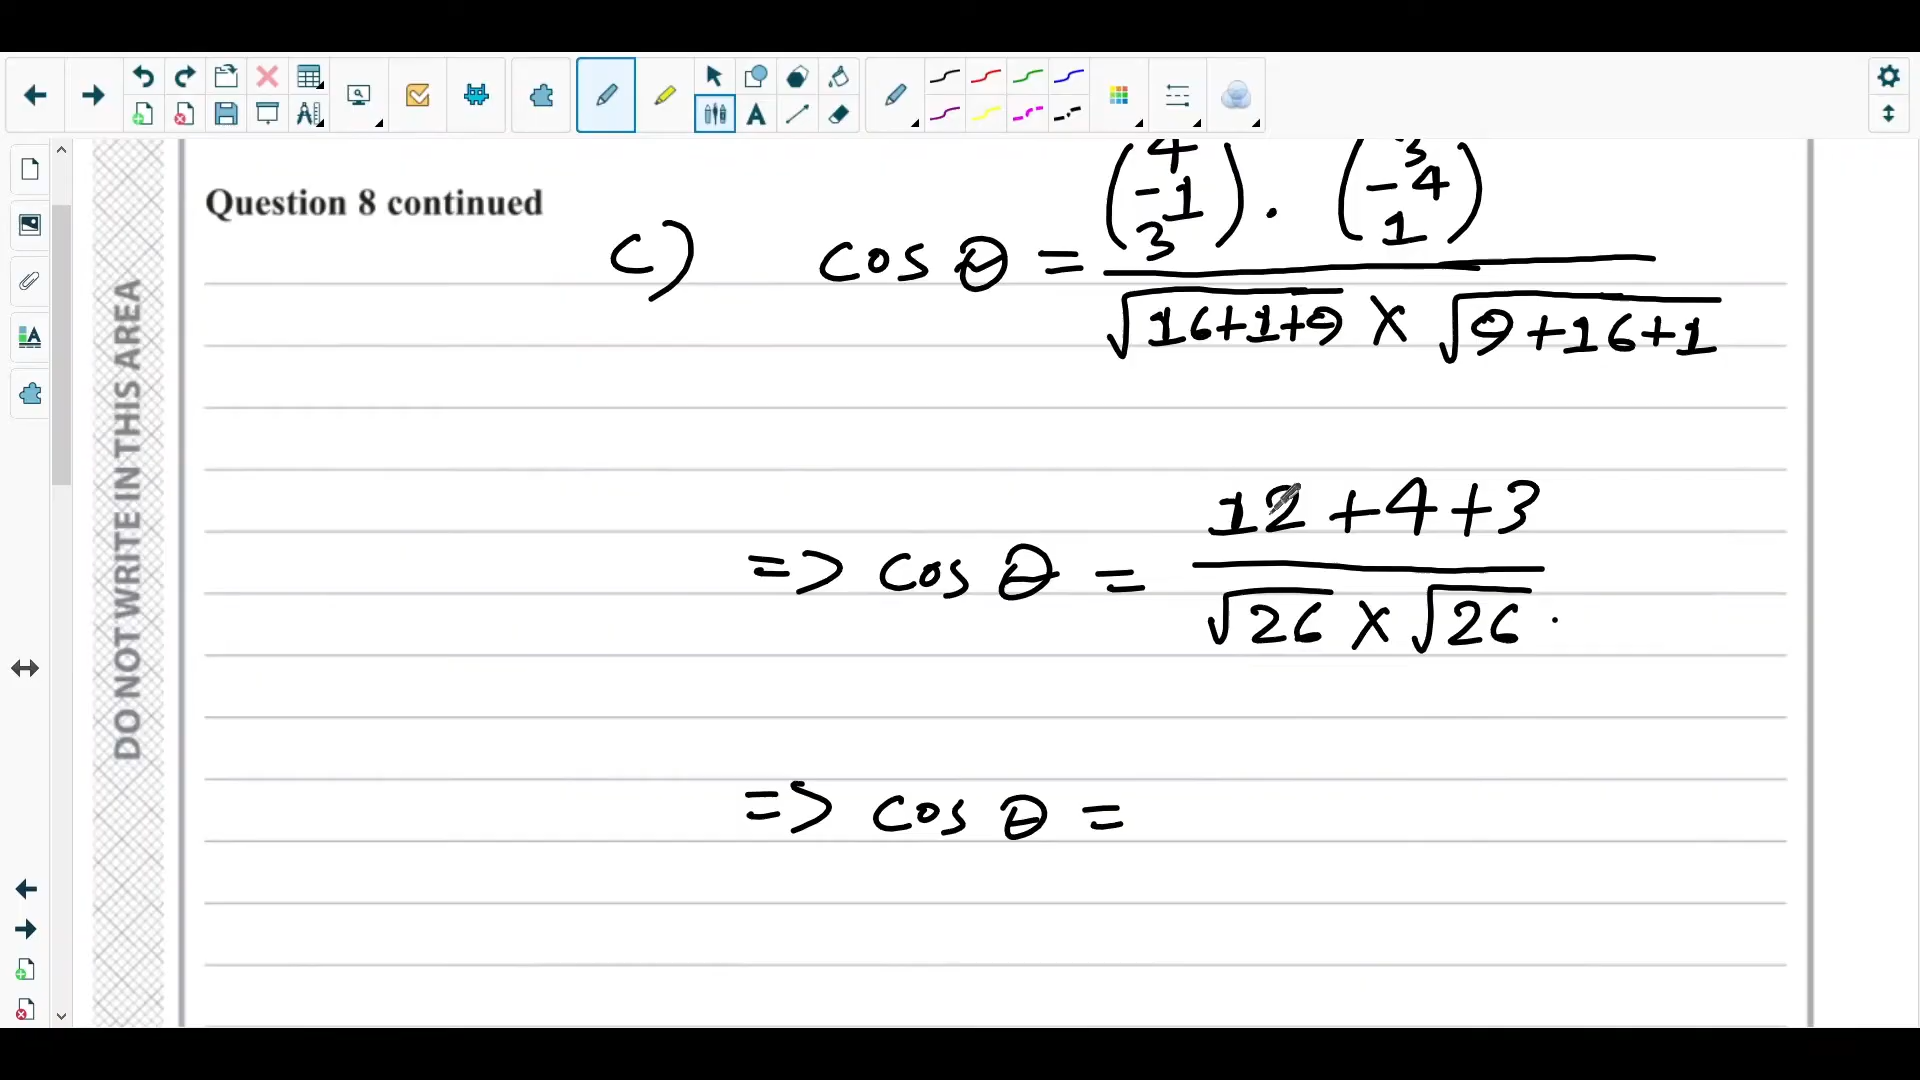 Question 8 continued
c) cos θ = (4 -1 3) . (3 -4 1) / √16+1+9 × √9+16+1
=> cos θ = 12+4+3 / √26 × √26 .
=> cos θ =
DO NOT WRITE IN THIS AREA